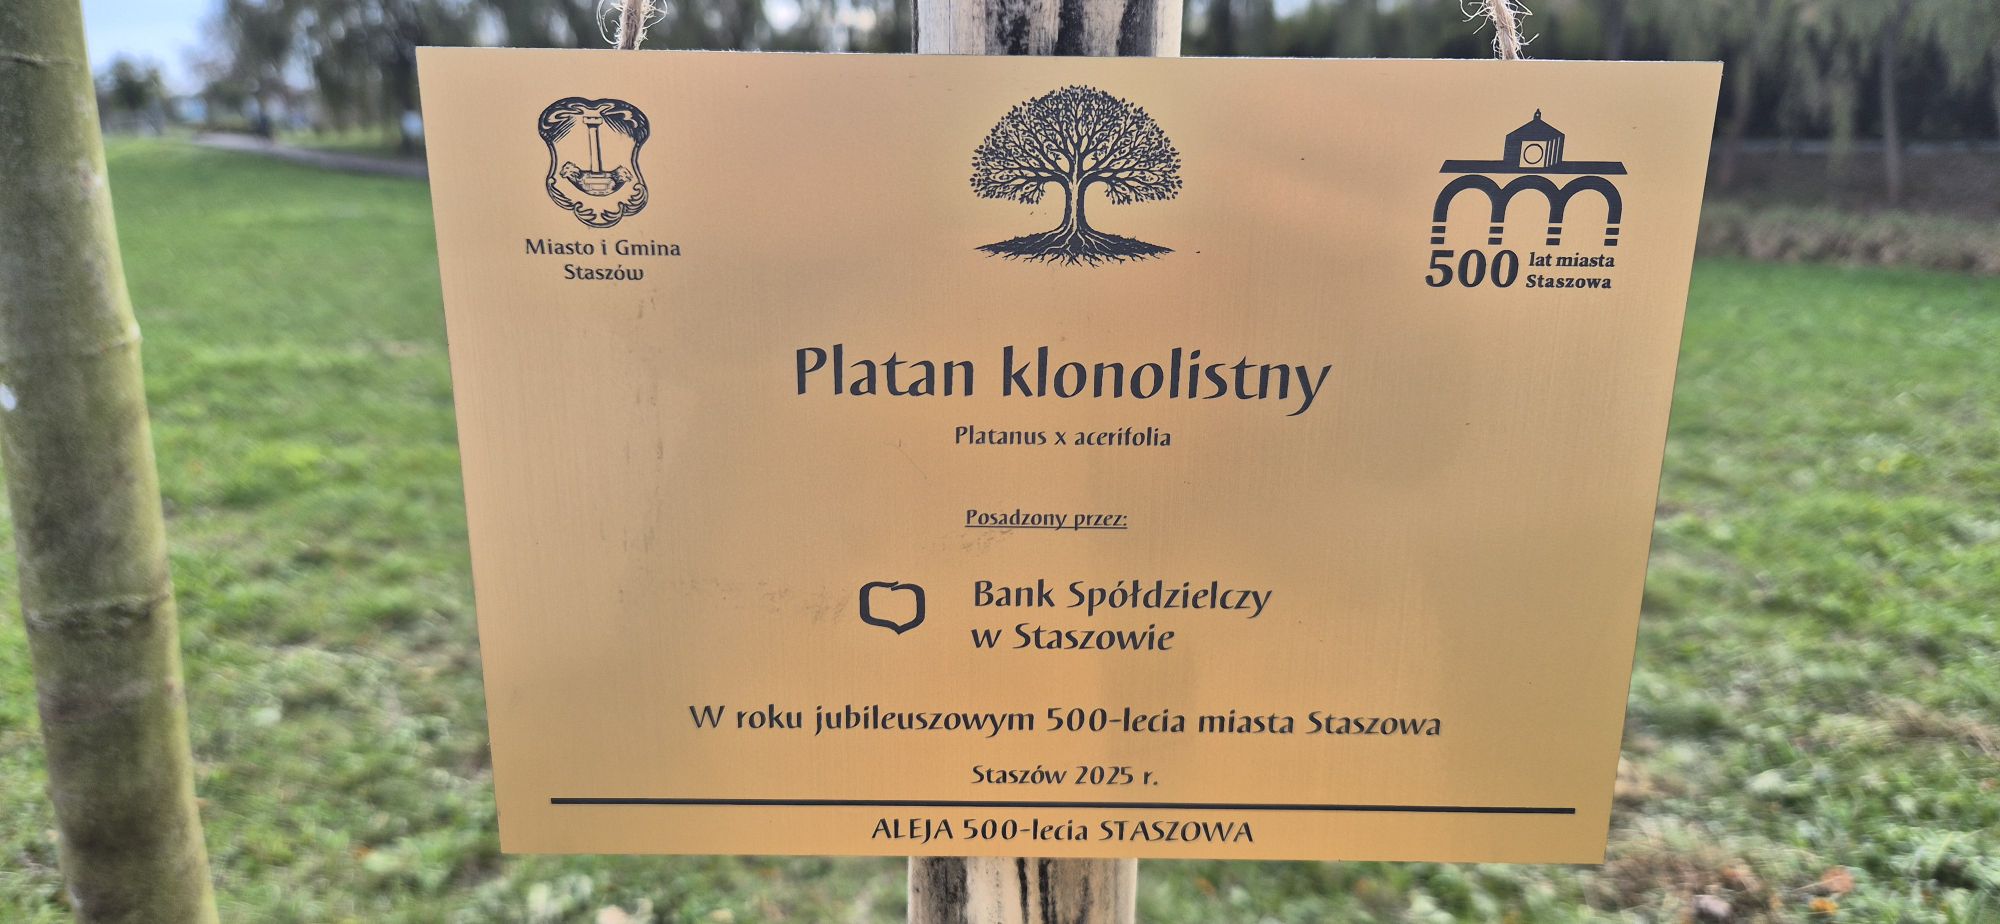 Miasto i Gmina
Staszów
500 lat miasta
Staszowa
Platan klonolistny
Platanus x acerifolia
Posadzony przez:
Bank Spółdzielczy
w Staszowie
W roku jubileuszowym 500-lecia miasta Staszowa
Staszów 2025 r.
ALEJA 500-lecia STASZOWA